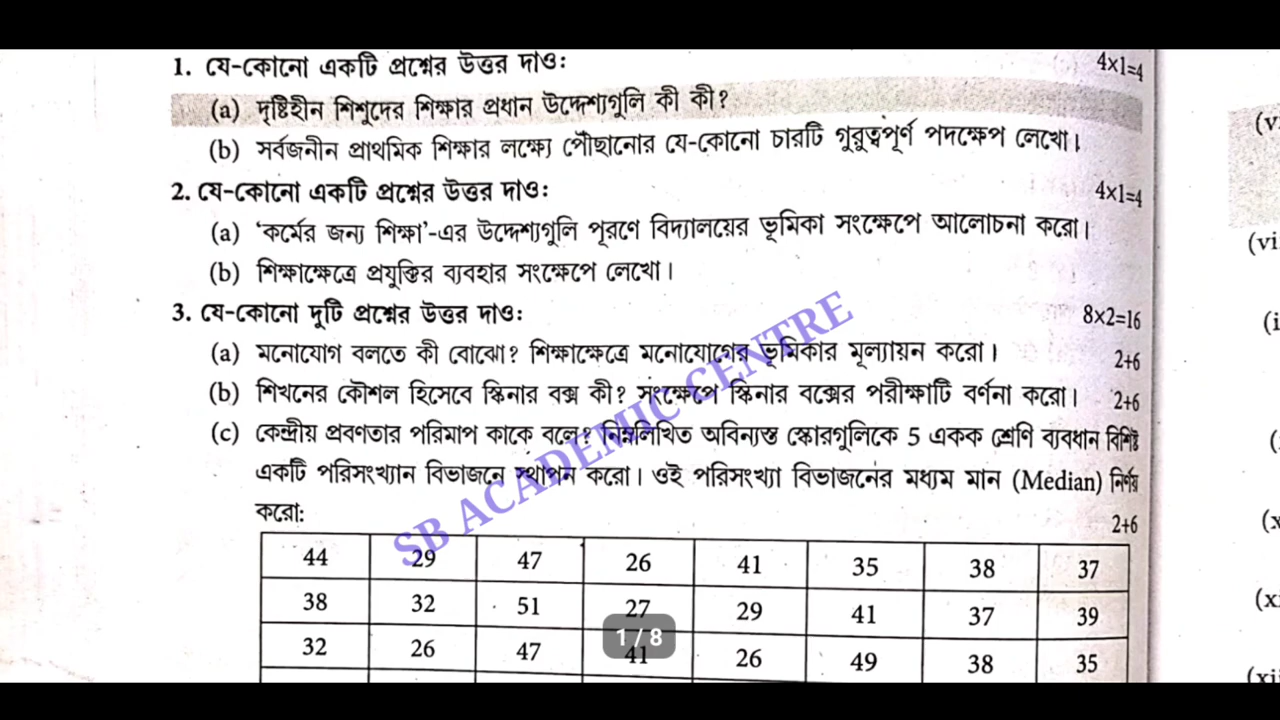 1. যে-কোনো একটি প্রশ্নের উত্তর দাও: 4×1=4
(a) দৃষ্টিহীন শিশুদের শিক্ষার প্রধান উদ্দেশ্যগুলি কী কী?
(b) সর্বজনীন প্রাথমিক শিক্ষার লক্ষ্যে পৌঁছানোর যে-কোনো চারটি গুরুত্বপূর্ণ পদক্ষেপ লেখো।
2. যে-কোনো একটি প্রশ্নের উত্তর দাও: 4×1=4
(a) ‘কর্মের জন্য শিক্ষা’-এর উদ্দেশ্যগুলি পূরণে বিদ্যালয়ের ভূমিকা সংক্ষেপে আলোচনা করো।
(b) শিক্ষাক্ষেত্রে প্রযুক্তির ব্যবহার সংক্ষেপে লেখো।
3. যে-কোনো দুটি প্রশ্নের উত্তর দাও: 8×2=16
(a) মনোযোগ বলতে কী বোঝো? শিক্ষাক্ষেত্রে মনোযোগের ভূমিকার মূল্যায়ন করো। 2+6
(b) শিখনের কৌশল হিসেবে স্কিনার বক্স কী? সংক্ষেপে স্কিনার বক্সের পরীক্ষাটি বর্ণনা করো। 2+6
(c) কেন্দ্রীয় প্রবণতার পরিমাপ কাকে বলে? নিম্নলিখিত অবিন্যস্ত স্কোরগুলিকে 5 একক শ্রেণি ব্যবধান বিশিষ্ট
একটি পরিসংখ্যান বিভাজনে স্থাপন করো। ওই পরিসংখ্যা বিভাজনের মধ্যম মান (Median) নির্ণয়
করো: 2+6
44 29 47 26 41 35 38 37
38 32 51 27 29 41 37 39
32 26 47 41 26 49 38 35
SB ACADEMIC CENTRE
1 / 8
(v
(vi
(i
(x
(xi
(xii